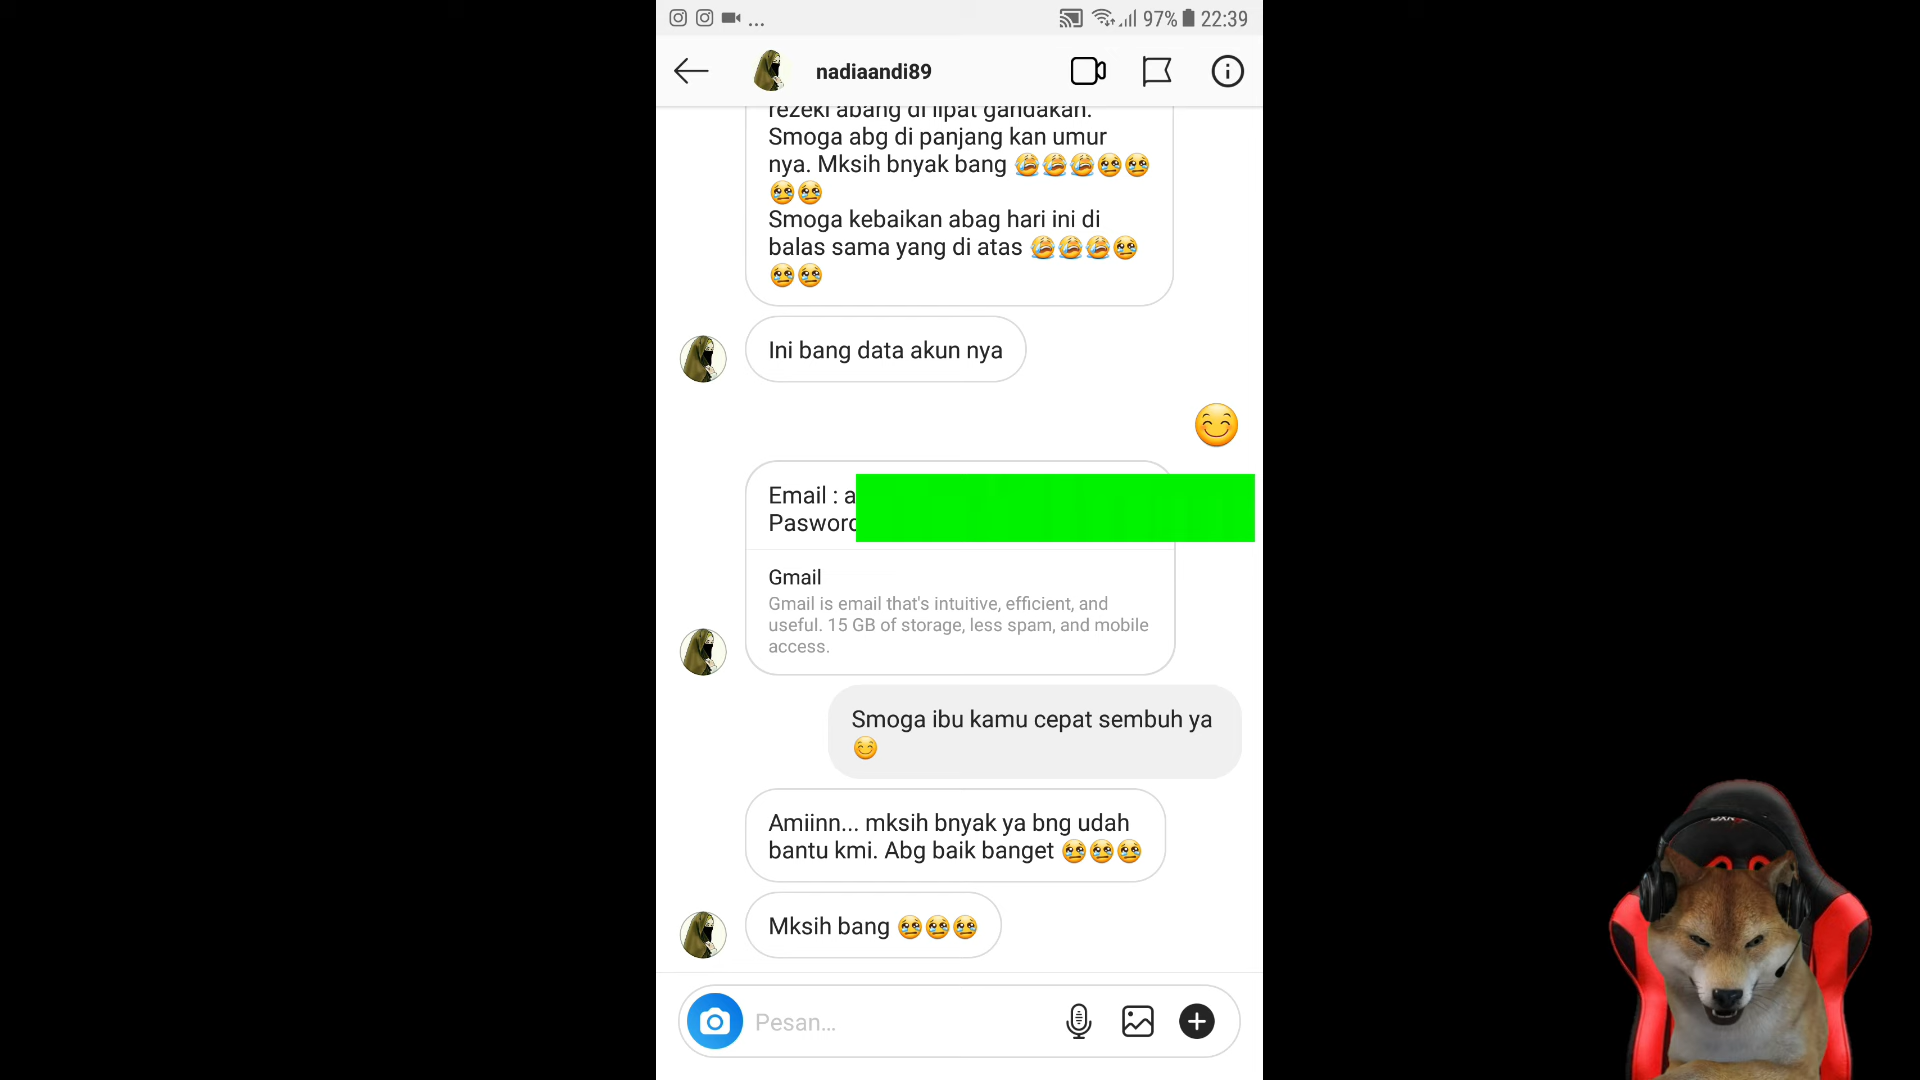 ... 97% 22:39
nadiaandi89
rezeki abang di lipat gandakan.
Smoga abg di panjang kan umur
nya. Mksih bnyak bang 😭😭😭😢😢
😢😢
Smoga kebaikan abag hari ini di
balas sama yang di atas 😭😭😭😢
😢😢
Ini bang data akun nya
😊
Email : a
Pasword
Gmail
Gmail is email that's intuitive, efficient, and
useful. 15 GB of storage, less spam, and mobile
access.
Smoga ibu kamu cepat sembuh ya
😊
Amiinn... mksih bnyak ya bng udah
bantu kmi. Abg baik banget 😢😢😢
Mksih bang 😢😢😢
Pesan...